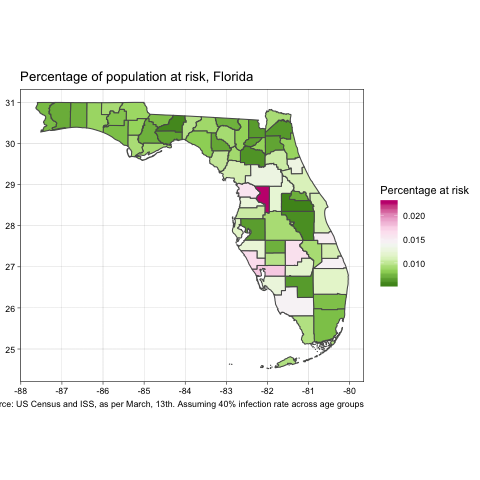 Percentage of population at risk, Florida
31
30
29
28
27
26
25
-88 -87 -86 -85 -84 -83 -82 -81 -80
Percentage at risk
0.020
0.015
0.010
rce: US Census and ISS, as per March, 13th. Assuming 40% infection rate across age groups